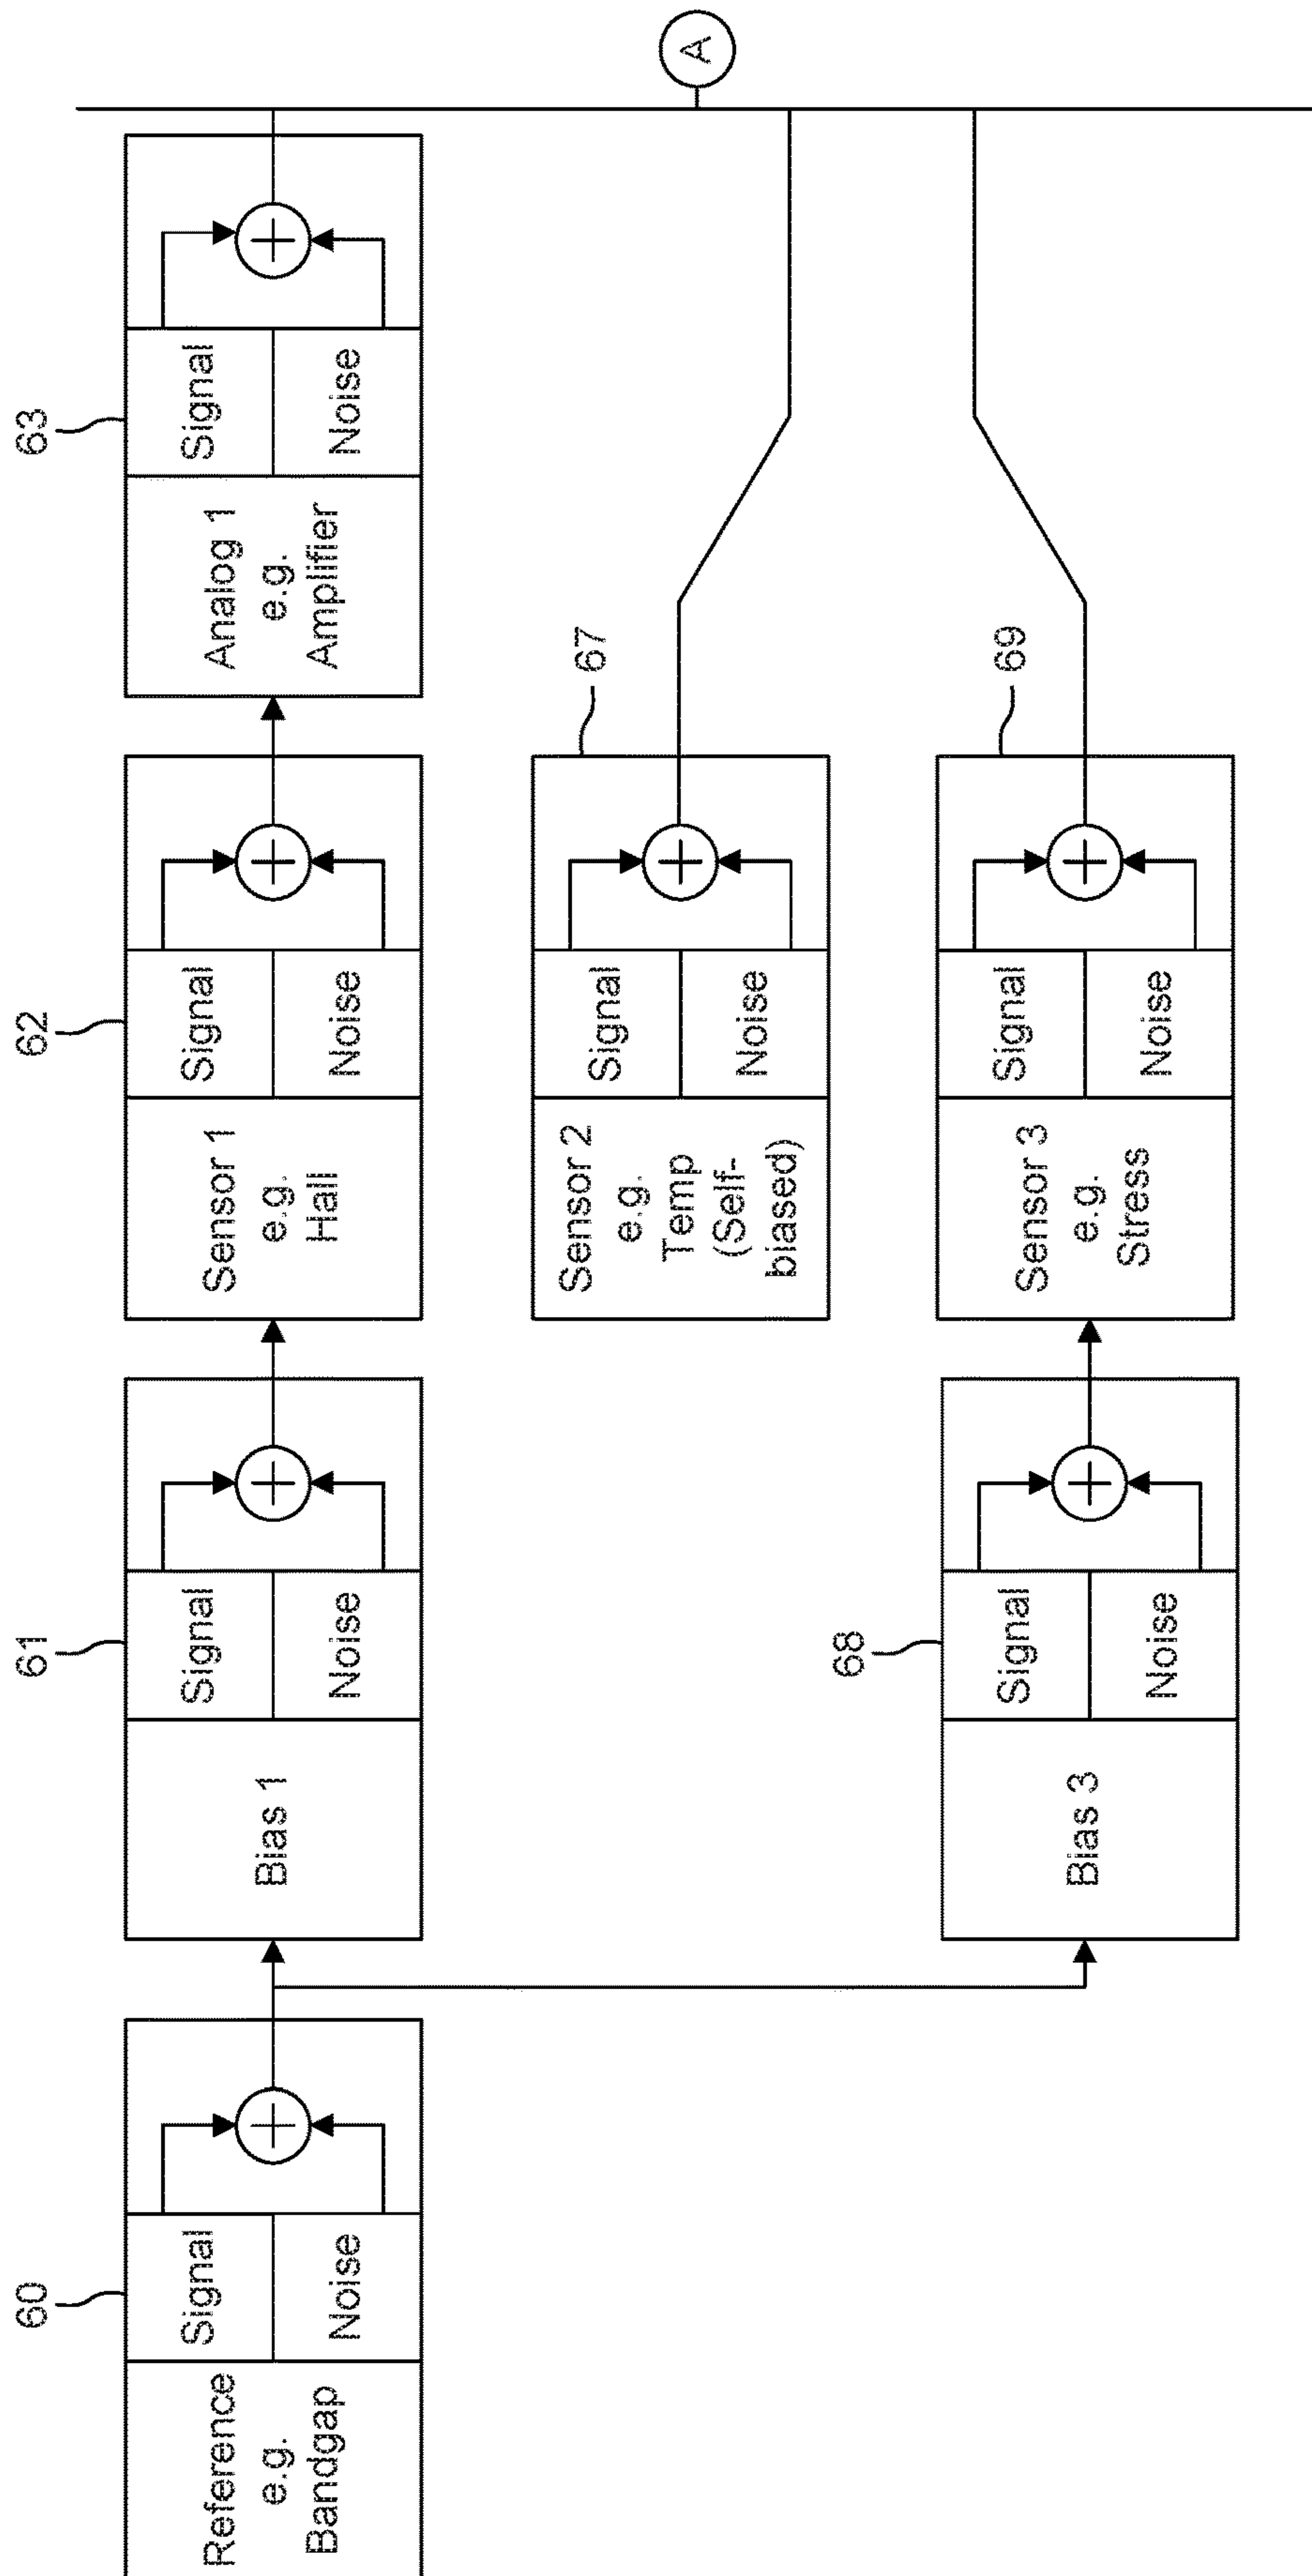 60
Reference
e.g.
Bandgap
Signal
Noise
61
Bias 1
Signal
Noise
62
Sensor 1
e.g.
Hall
Signal
Noise
63
Analog 1
e.g.
Amplifier
Signal
Noise
A
67
Sensor 2
e.g.
Temp
(Self-
biased)
Signal
Noise
68
Bias 3
Signal
Noise
69
Sensor 3
e.g.
Stress
Signal
Noise